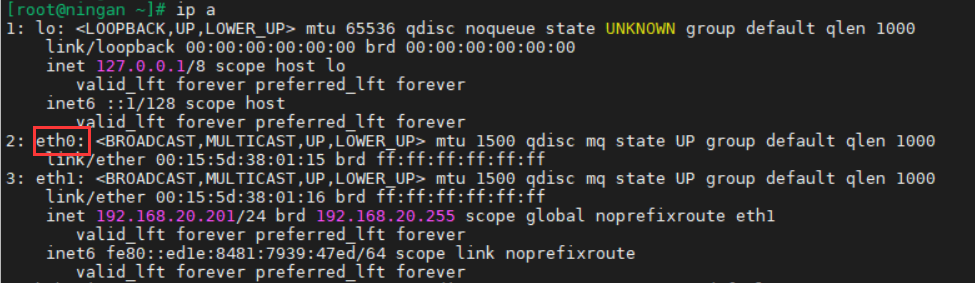 [root@ningan ~]# ip a
1: lo: <LOOPBACK,UP,LOWER_UP> mtu 65536 qdisc noqueue state UNKNOWN group default qlen 1000
    link/loopback 00:00:00:00:00:00 brd 00:00:00:00:00:00
    inet 127.0.0.1/8 scope host lo
       valid_lft forever preferred_lft forever
    inet6 ::1/128 scope host
       valid_lft forever preferred_lft forever
2: eth0: <BROADCAST,MULTICAST,UP,LOWER_UP> mtu 1500 qdisc mq state UP group default qlen 1000
    link/ether 00:15:5d:38:01:15 brd ff:ff:ff:ff:ff:ff
3: eth1: <BROADCAST,MULTICAST,UP,LOWER_UP> mtu 1500 qdisc mq state UP group default qlen 1000
    link/ether 00:15:5d:38:01:16 brd ff:ff:ff:ff:ff:ff
    inet 192.168.20.201/24 brd 192.168.20.255 scope global noprefixroute eth1
       valid_lft forever preferred_lft forever
    inet6 fe80::ed1e:8481:7939:47ed/64 scope link noprefixroute
       valid_lft forever preferred_lft forever